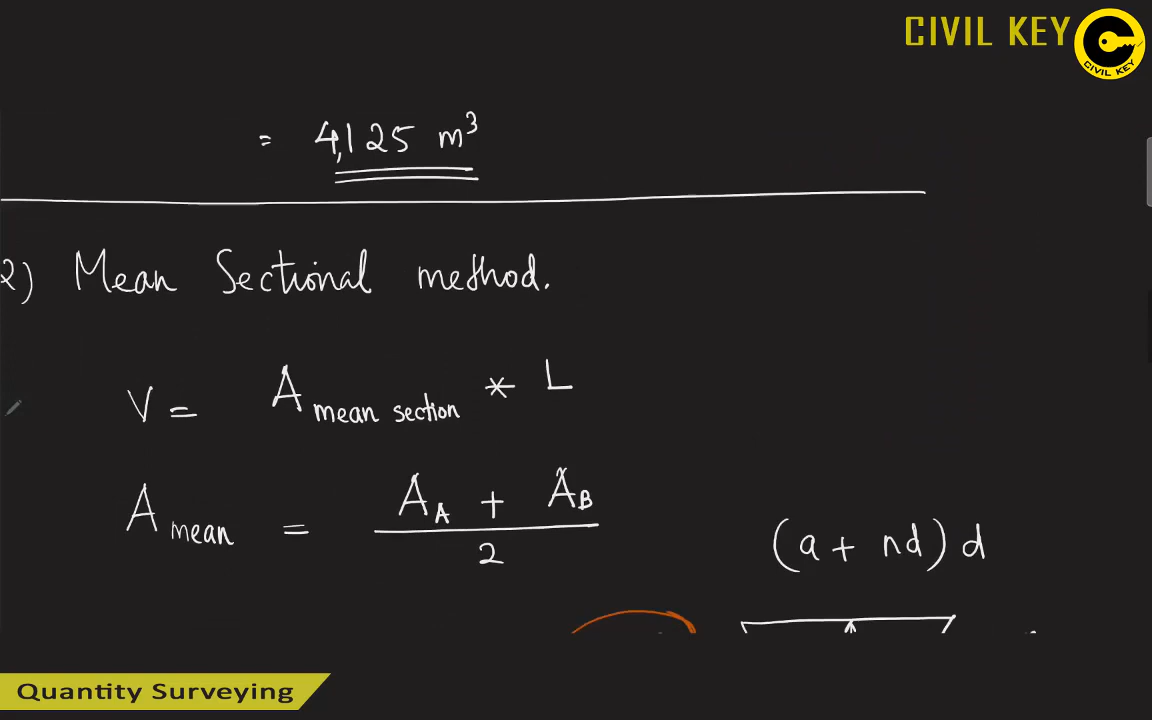 CIVIL KEY
CIVIL KEY
= 4,125 m³
2) Mean Sectional method.
V = A mean section * L
A mean = A_A + A_B / 2
(a + nd) d
Quantity Surveying